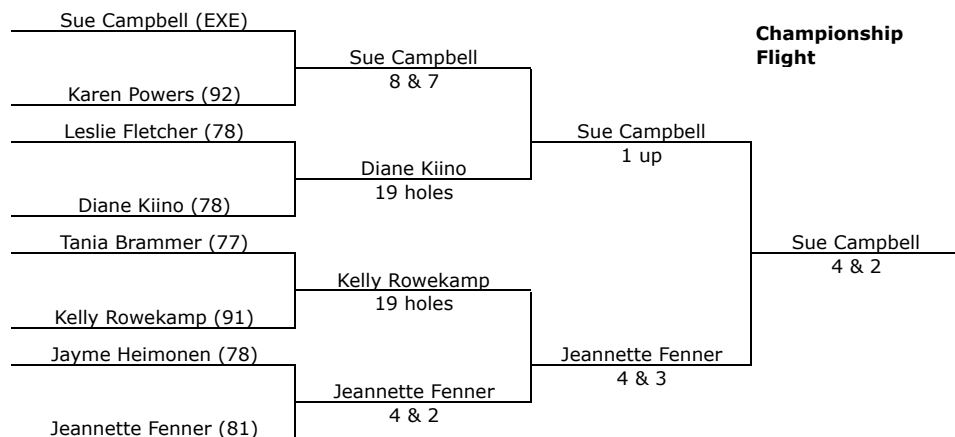 Sue Campbell (EXE)
Karen Powers (92)
Leslie Fletcher (78)
Diane Kiino (78)
Tania Brammer (77)
Kelly Rowekamp (91)
Jayme Heimonen (78)
Jeannette Fenner (81)
Sue Campbell
8 & 7
Diane Kiino
19 holes
Kelly Rowekamp
19 holes
Jeannette Fenner
4 & 2
Sue Campbell
1 up
Jeannette Fenner
4 & 3
Championship
Flight
Sue Campbell
4 & 2